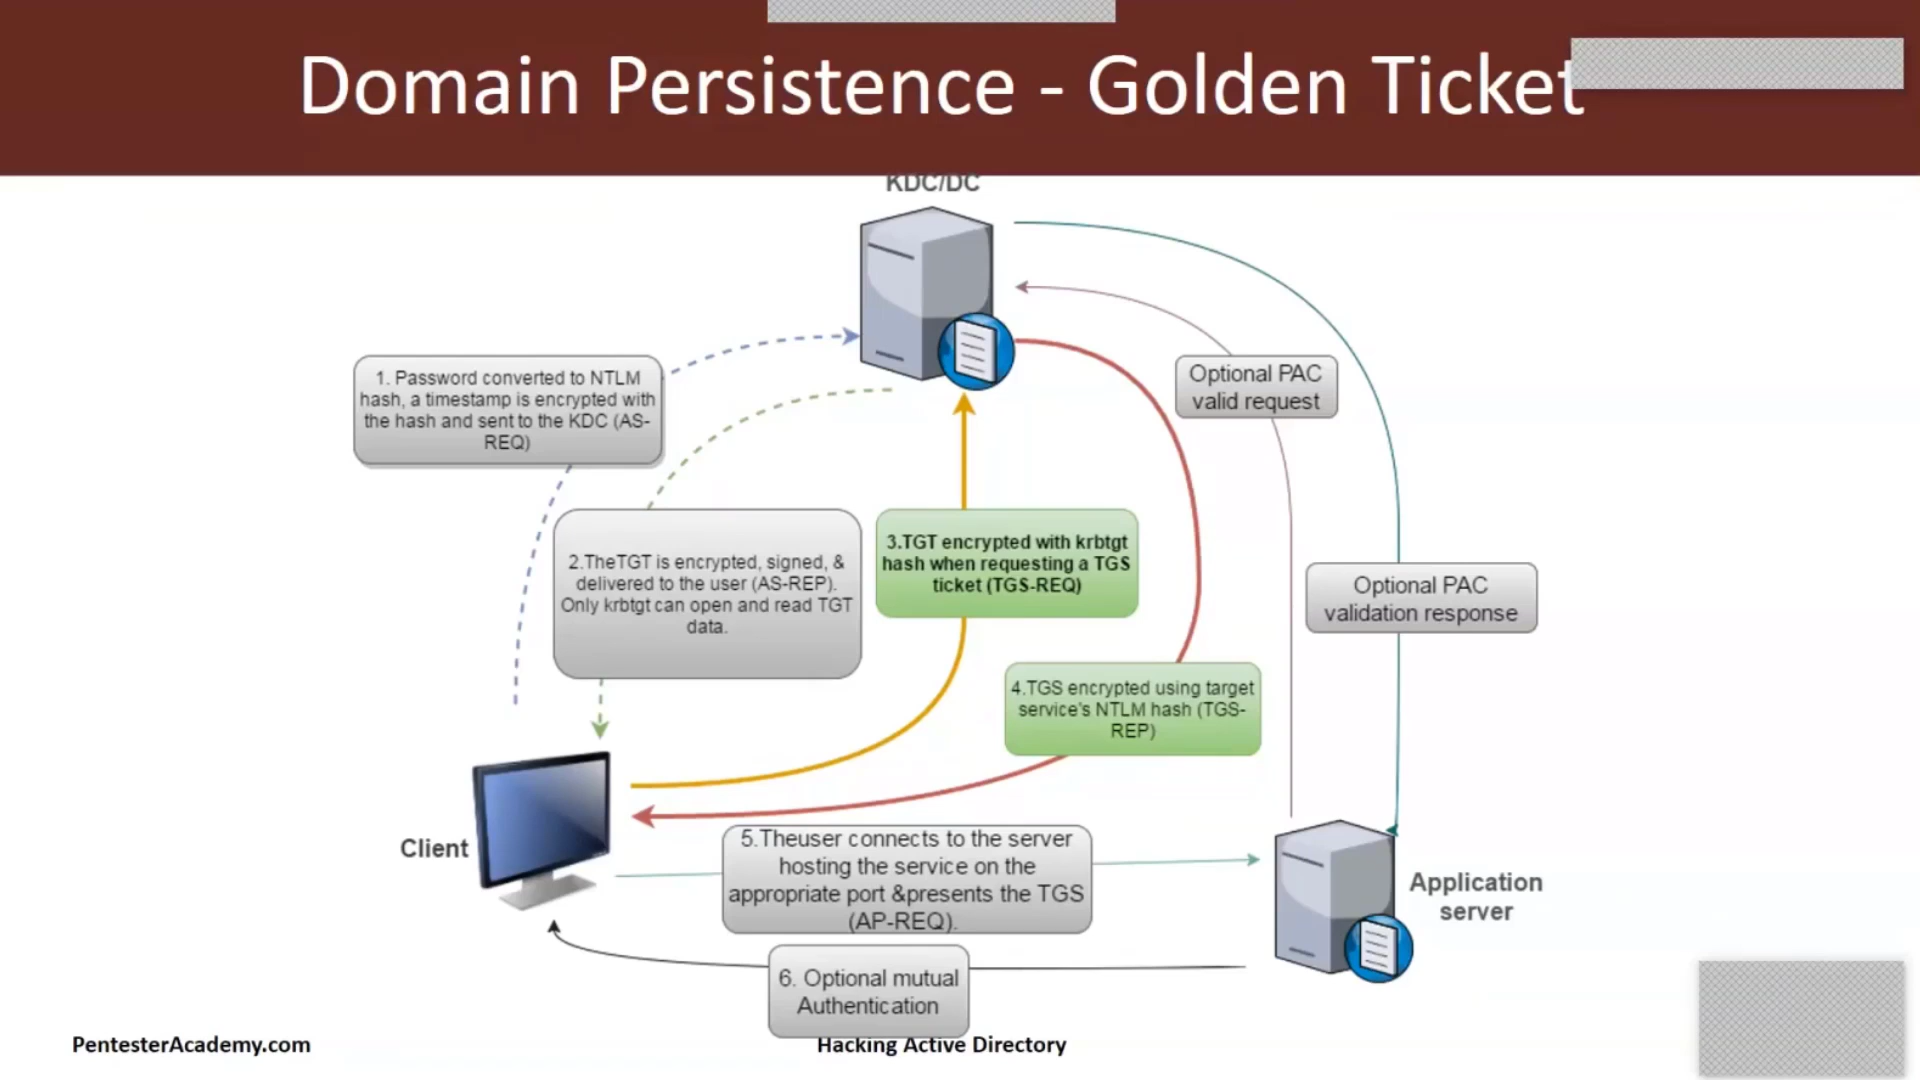 Domain Persistence - Golden Ticket
KDC/DC
1. Password converted to NTLM
hash, a timestamp is encrypted with
the hash and sent to the KDC (AS-
REQ)
Optional PAC
valid request
2.TheTGT is encrypted, signed, &
delivered to the user (AS-REP).
Only krbtgt can open and read TGT
data.
3.TGT encrypted with krbtgt
hash when requesting a TGS
ticket (TGS-REQ)
Optional PAC
validation response
4.TGS encrypted using target
service's NTLM hash (TGS-
REP)
Client
5.Theuser connects to the server
hosting the service on the
appropriate port &presents the TGS
(AP-REQ).
Application
server
6. Optional mutual
Authentication
PentesterAcademy.com
Hacking Active Directory